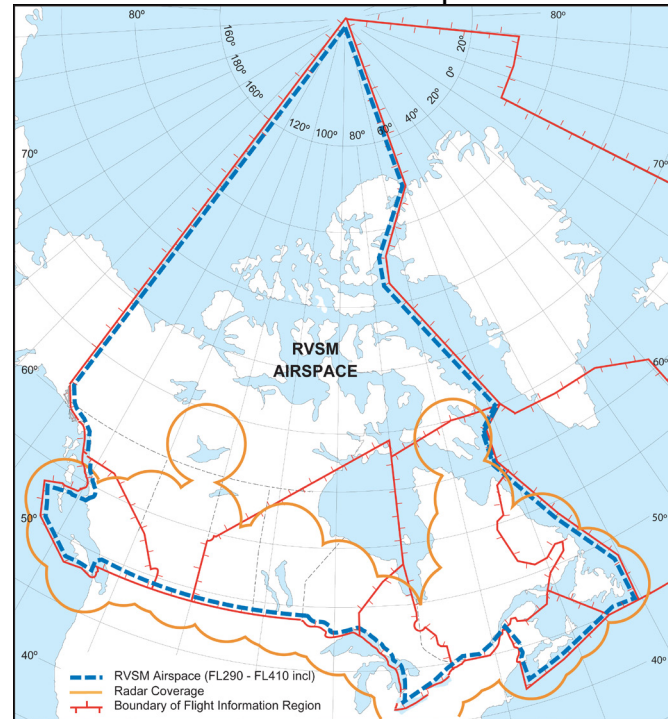 80º
80º
160º
160º
160º
120º
100º
80º
60º
40º
20º
0º
20º
70º
70º
RVSM
AIRSPACE
60º
60º
50º
50º
40º
40º
RVSM Airspace (FL290 - FL410 incl)
Radar Coverage
Boundary of Flight Information Region